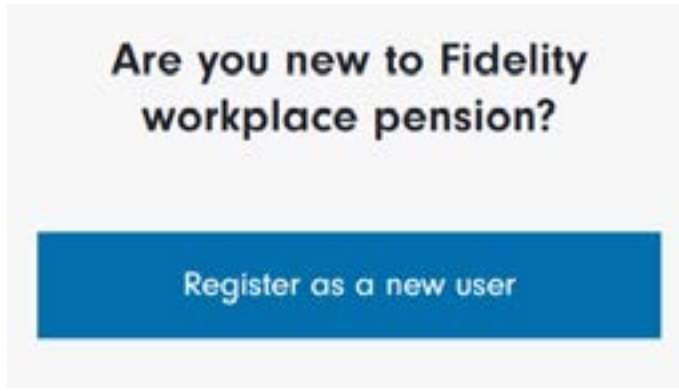 Are you new to Fidelity
workplace pension?
Register as a new user